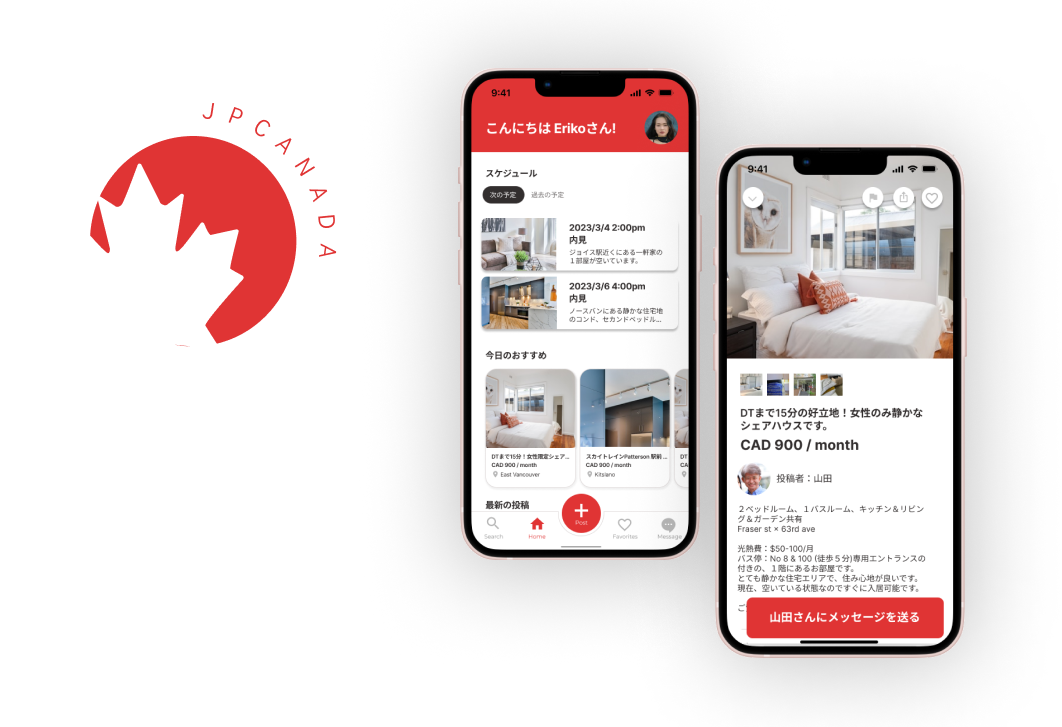 JPCANADA
9:41
こんにちは Erikoさん!
スケジュール
次の予定 過去の予定
2023/3/4 2:00pm
内見
ジョイス駅近くにある一軒家の
１部屋が空いています。
2023/3/6 4:00pm
内見
ノースバンにある静かな住宅地
のコンド、セカンドベッドル...
今日のおすすめ
DTまで15分！女性限定シェア...
CAD 900 / month
East Vancouver
スカイトレインPatterson 駅前 ...
CAD 900 / month
Kitslano
DT
CA
最新の投稿
Search
Home
Post
Favorites
Message
9:41
DTまで15分の好立地！女性のみ静かな
シェアハウスです。
CAD 900 / month
投稿者：山田
２ベッドルーム、１バスルーム、キッチン＆リビン
グ＆ガーデン共有
Fraser st × 63rd ave
光熱費：$50-100/月
バス停：No 8 & 100 (徒歩５分)専用エントランスの
付きの、１階にあるお部屋です。
とても静かな住宅エリアで、住み心地が良いです。
現在、空いている状態なのですぐに入居可能です。
山田さんにメッセージを送る